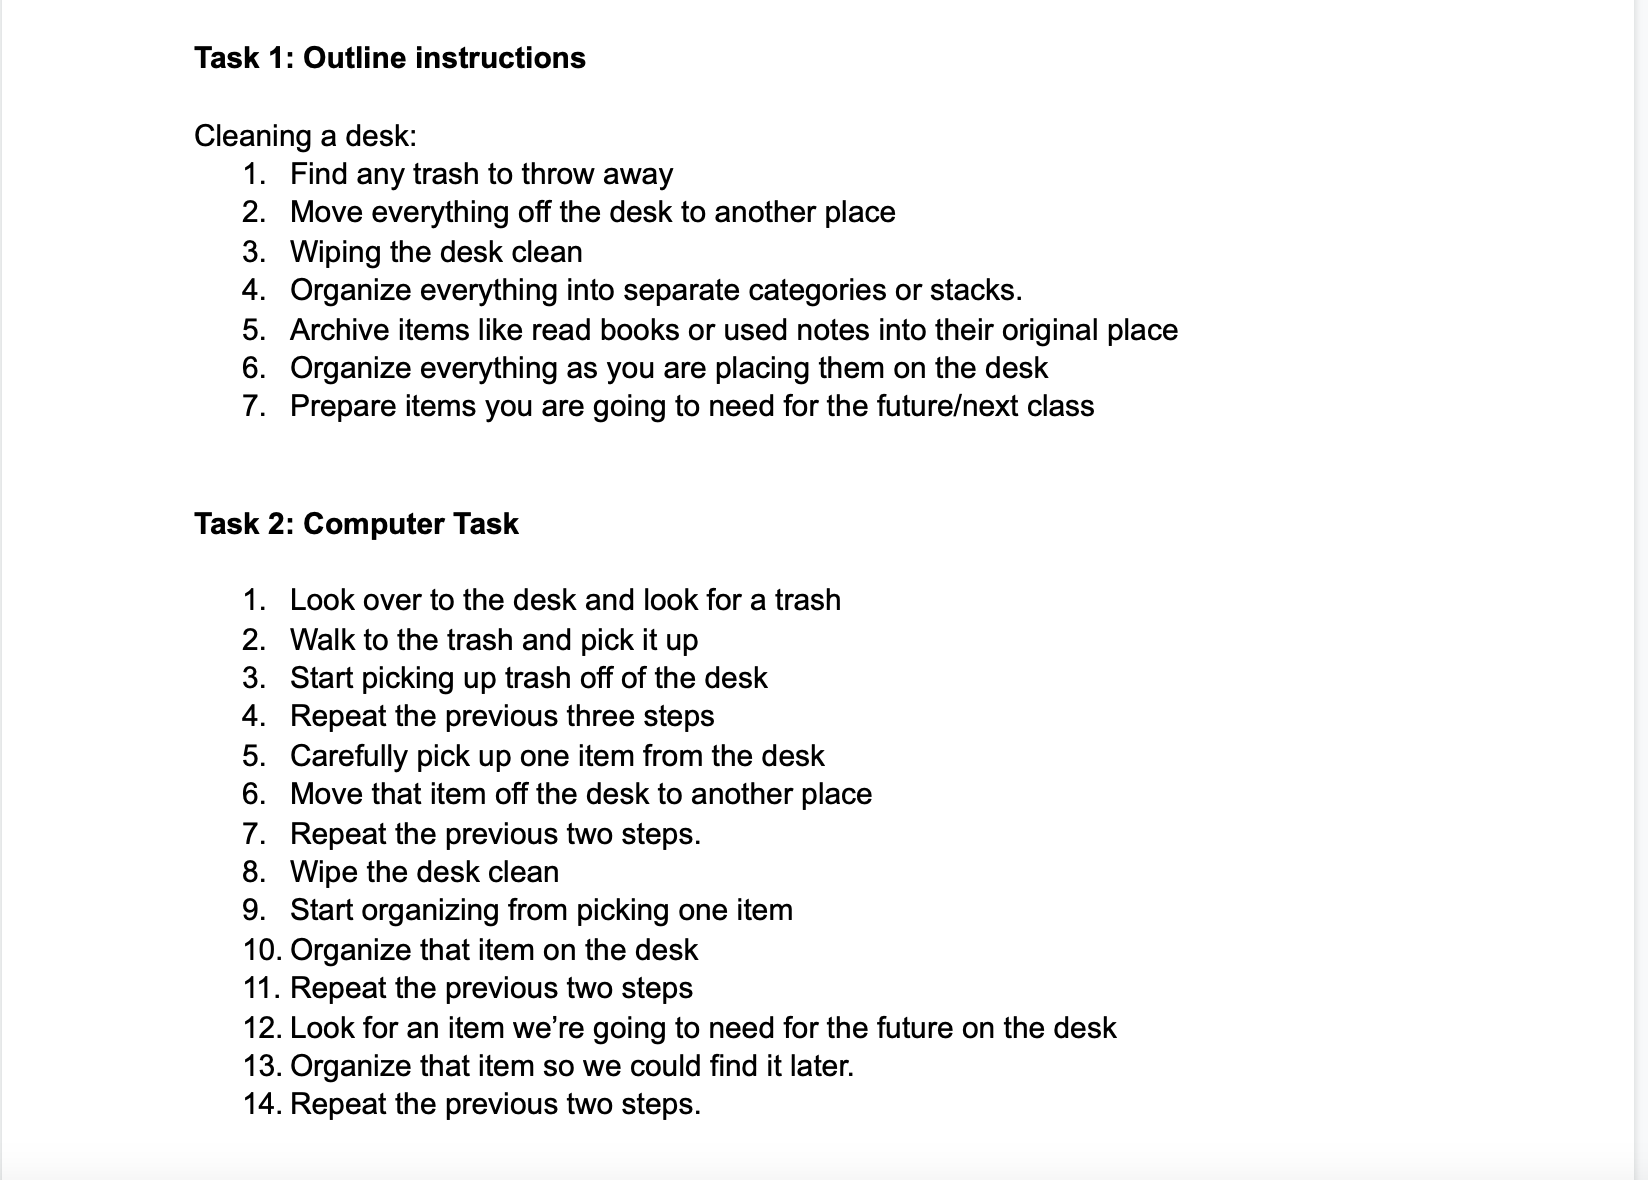 Task 1: Outline instructions
Cleaning a desk:
1. Find any trash to throw away
2. Move everything off the desk to another place
3. Wiping the desk clean
4. Organize everything into separate categories or stacks.
5. Archive items like read books or used notes into their original place
6. Organize everything as you are placing them on the desk
7. Prepare items you are going to need for the future/next class
Task 2: Computer Task
1. Look over to the desk and look for a trash
2. Walk to the trash and pick it up
3. Start picking up trash off of the desk
4. Repeat the previous three steps
5. Carefully pick up one item from the desk
6. Move that item off the desk to another place
7. Repeat the previous two steps.
8. Wipe the desk clean
9. Start organizing from picking one item
10. Organize that item on the desk
11. Repeat the previous two steps
12. Look for an item we’re going to need for the future on the desk
13. Organize that item so we could find it later.
14. Repeat the previous two steps.